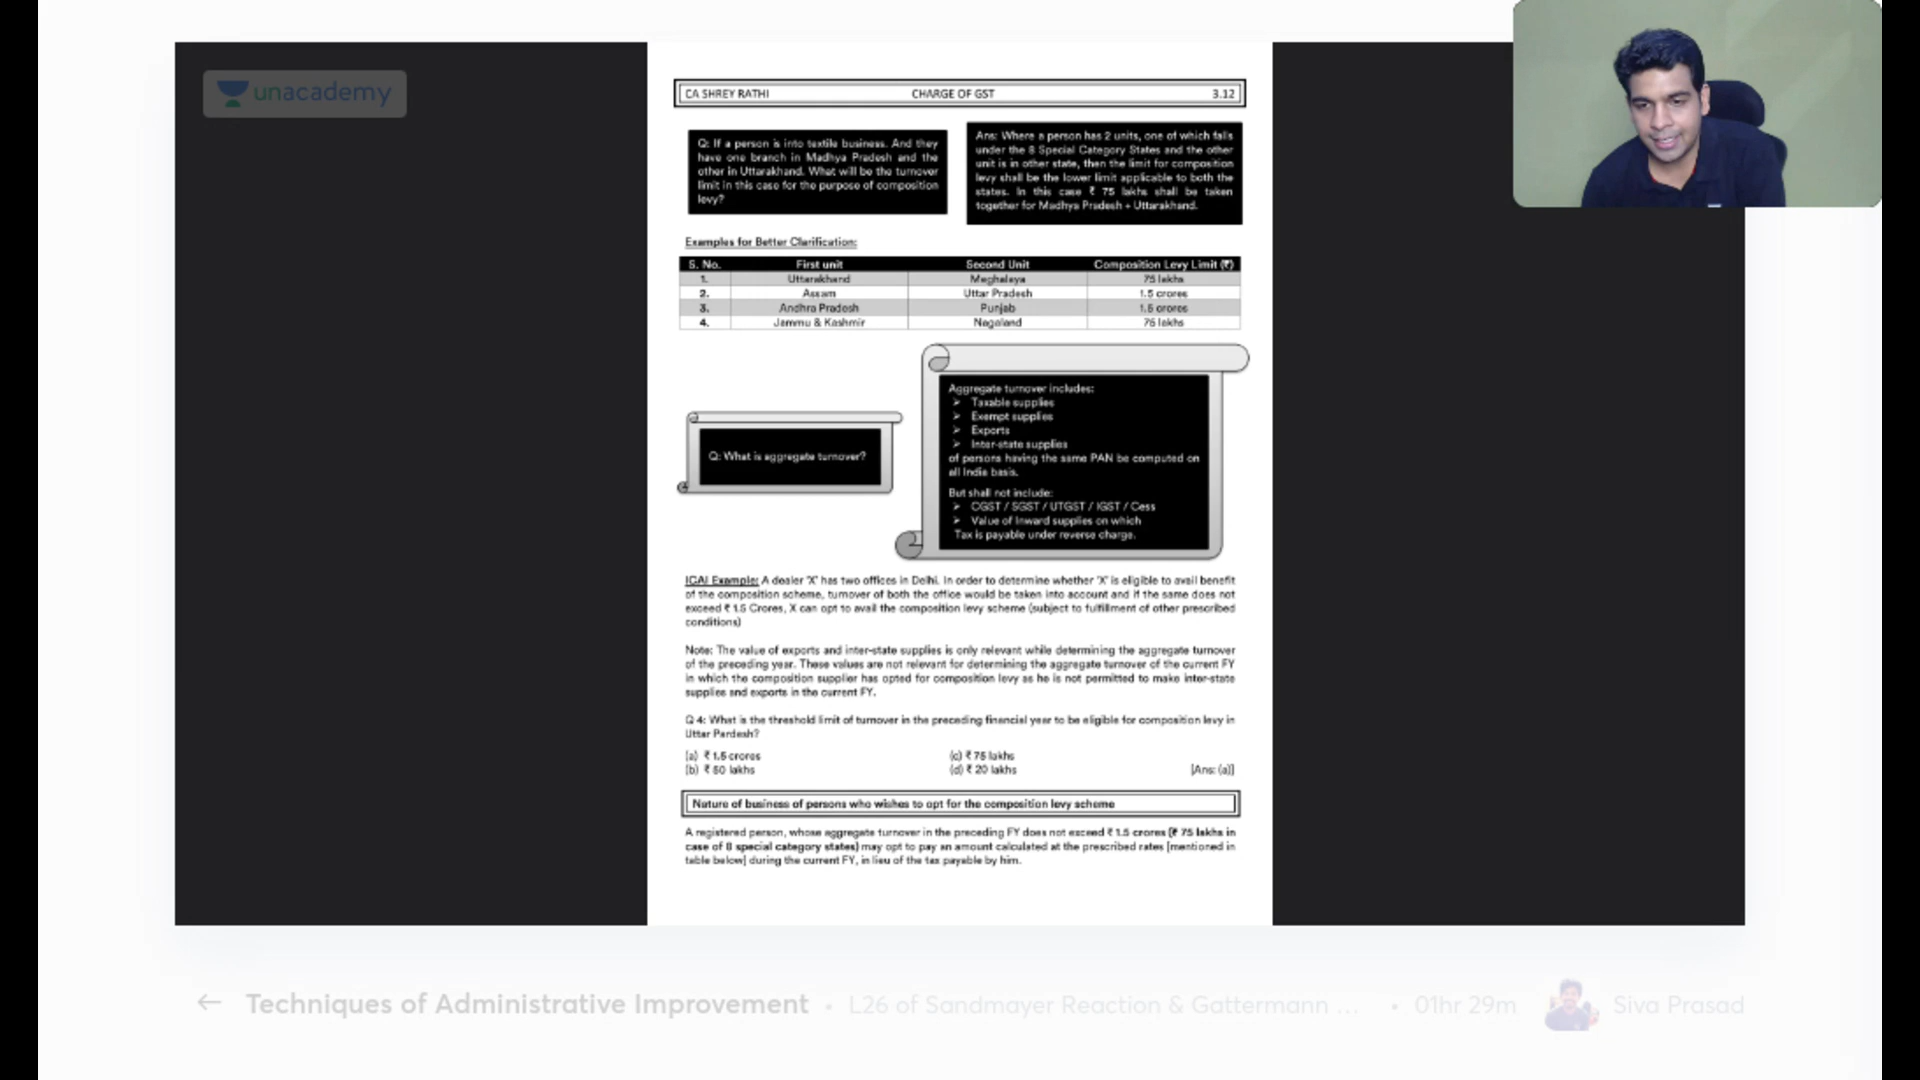 unacademy
CA SHREY RATHI CHARGE OF GST 3.12
Q: If a person is into textile business. And they
have one branch in Madhya Pradesh and the
other in Uttarakhand. What will be the turnover
limit in this case for the purpose of composition
levy?
Ans: Where a person has 2 units, one of which falls
under the 8 Special Category States and the other
unit is in other state, then the limit for composition
levy shall be the lower limit applicable to both the
states. In this case ₹ 75 lakhs shall be taken
together for Madhya Pradesh + Uttarakhand.
Examples for Better Clarification:
S. No. First unit Second Unit Composition Levy Limit (₹)
1. Uttarakhand Meghalaya 75 lakhs
2. Assam Uttar Pradesh 1.5 crores
3. Andhra Pradesh Punjab 1.5 crores
4. Jammu & Kashmir Nagaland 75 lakhs
Q: What is aggregate turnover?
Aggregate turnover includes:
➢ Taxable supplies
➢ Exempt supplies
➢ Exports
➢ Inter-state supplies
of persons having the same PAN be computed on
all India basis.
But shall not include:
➢ CGST / SGST / UTGST / IGST / Cess
➢ Value of Inward supplies on which
Tax is payable under reverse charge.
ICAI Example: A dealer 'X' has two offices in Delhi. In order to determine whether 'X' is eligible to avail benefit
of the composition scheme, turnover of both the office would be taken into account and if the same does not
exceed ₹ 1.5 Crores, X can opt to avail the composition levy scheme (subject to fulfillment of other prescribed
conditions)
Note: The value of exports and inter-state supplies is only relevant while determining the aggregate turnover
of the preceding year. These values are not relevant for determining the aggregate turnover of the current FY
in which the composition supplier has opted for composition levy as he is not permitted to make inter-state
supplies and exports in the current FY.
Q 4: What is the threshold limit of turnover in the preceding financial year to be eligible for composition levy in
Uttar Pardesh?
(a) ₹ 1.5 crores (c) ₹ 75 lakhs
(b) ₹ 50 lakhs (d) ₹ 20 lakhs [Ans: (a)]
Nature of business of persons who wishes to opt for the composition levy scheme
A registered person, whose aggregate turnover in the preceding FY does not exceed ₹ 1.5 crores (₹ 75 lakhs in
case of 8 special category states) may opt to pay an amount calculated at the prescribed rates [mentioned in
table below] during the current FY, in lieu of the tax payable by him.
← Techniques of Administrative Improvement • L26 of Sandmayer Reaction & Gattermann ... • 01hr 29m Siva Prasad